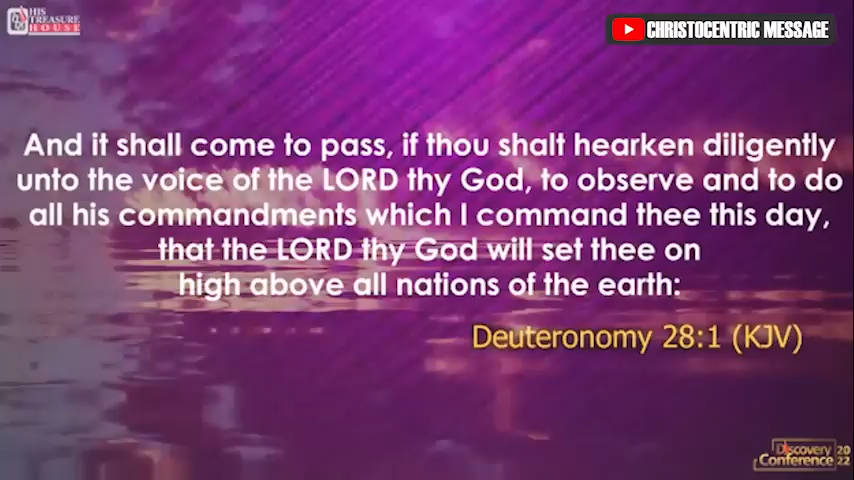 HIS
TREASURE
HOUSE
CHRISTOCENTRIC MESSAGE
And it shall come to pass, if thou shalt hearken diligently
unto the voice of the LORD thy God, to observe and to do
all his commandments which I command thee this day,
that the LORD thy God will set thee on
high above all nations of the earth:
Deuteronomy 28:1 (KJV)
Discovery 20
Conference 22